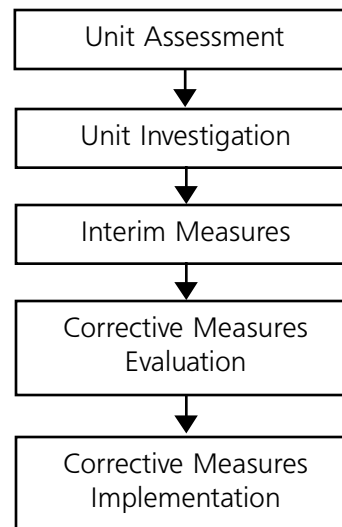 Unit Assessment
Unit Investigation
Interim Measures
Corrective Measures
Evaluation
Corrective Measures
Implementation